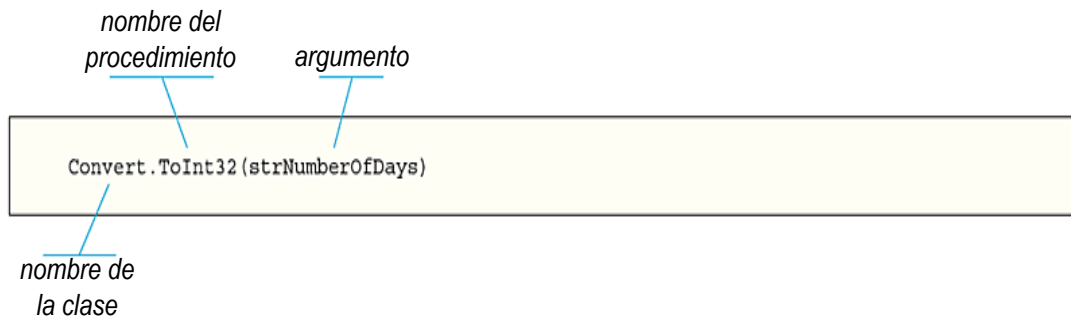 nombre del
procedimiento
argumento
Convert.ToInt32(strNumberOfDays)
nombre de
la clase